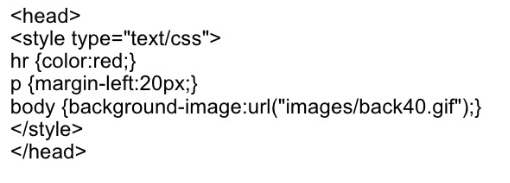 <head>
<style type="text/css">
hr {color:red;}
p {margin-left:20px;}
body {background-image:url("images/back40.gif");}
</style>
</head>